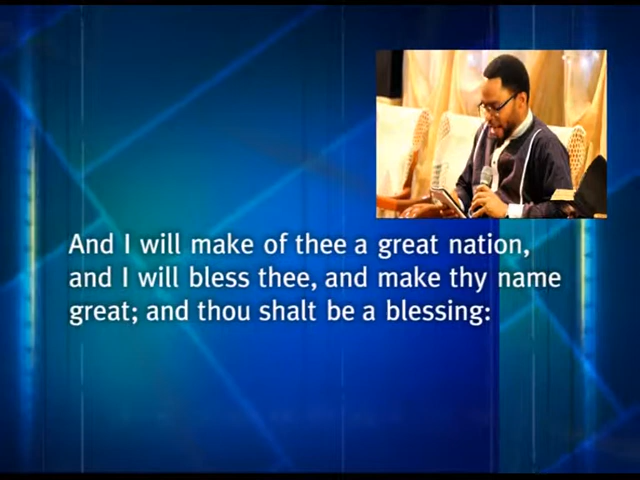 And I will make of thee a great nation,
and I will bless thee, and make thy name
great; and thou shalt be a blessing: